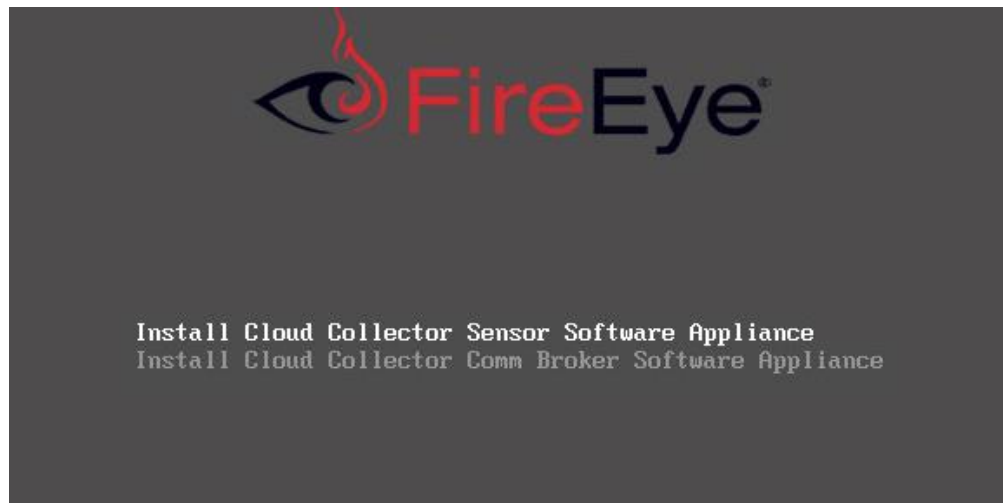 FireEye
Install Cloud Collector Sensor Software Appliance
Install Cloud Collector Comm Broker Software Appliance